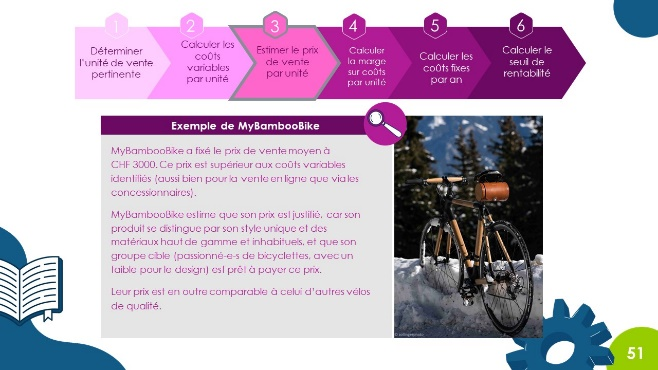 1
Déterminer
l'unité de vente
pertinente
2
Calculer les
coûts
variables
par unité
3
Estimer le prix
de vente
par unité
4
Calculer
la marge
sur coûts
par unité
5
Calculer les
coûts fixes
par an
6
Calculer le
seuil de
rentabilité
Exemple de MyBambooBike
MyBambooBike a fixé le prix de vente moyen à
CHF 3000. Ce prix est supérieur aux coûts variables
identifiés (aussi bien pour la vente en ligne que via les
concessionnaires).
MyBambooBike estime que son prix est justifié, car son
produit se distingue par son style unique et des
matériaux haut de gamme et inhabituels, et que son
groupe cible (passionné-e-s de bicyclettes, avec un
faible pour le design) est prêt à payer ce prix.
Leur prix est en outre comparable à celui d'autres vélos
de qualité.
51